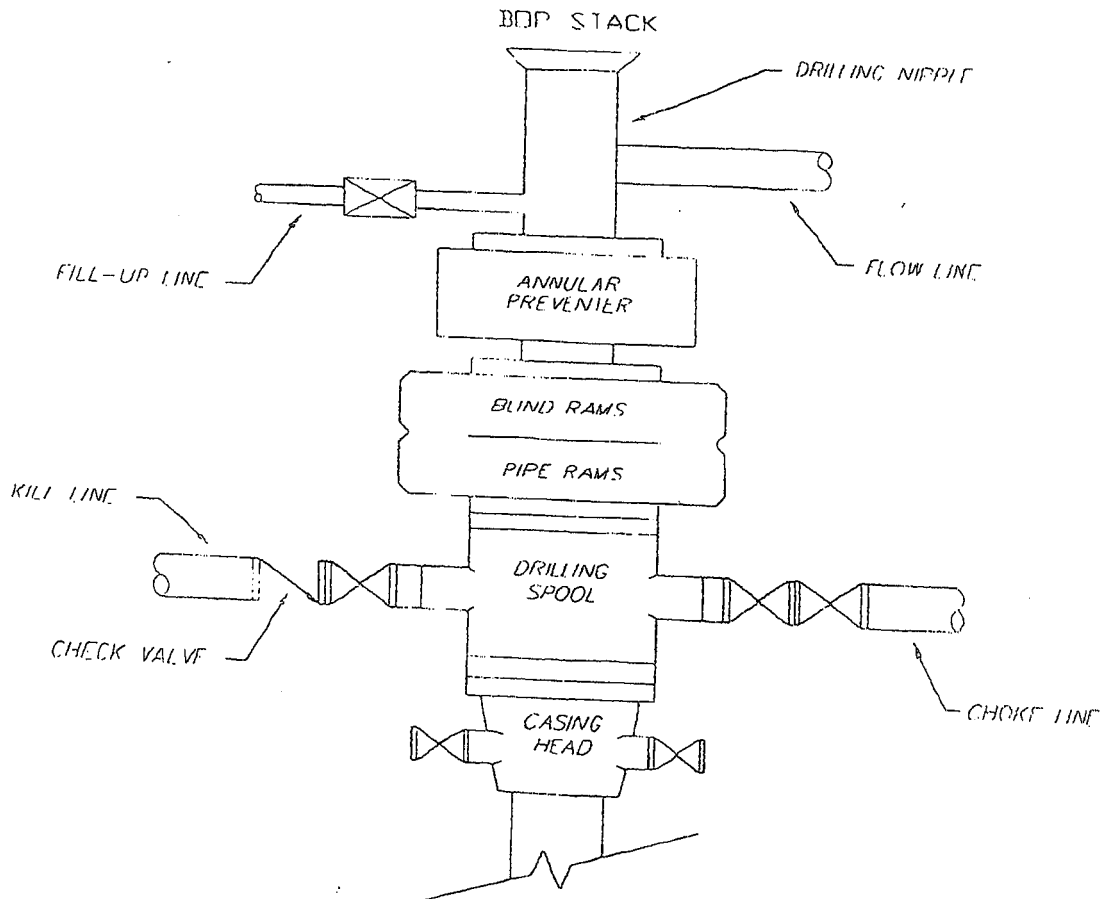 BOP STACK
DRILLING NIPPLE
FILL-UP LINE
FLOW LINE
ANNULAR
PREVENTER
BLIND RAMS
PIPE RAMS
KILL LINE
DRILLING
SPOOL
CHECK VALVE
CHOKE LINE
CASING
HEAD